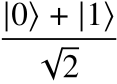 |0⟩ + |1⟩
√2